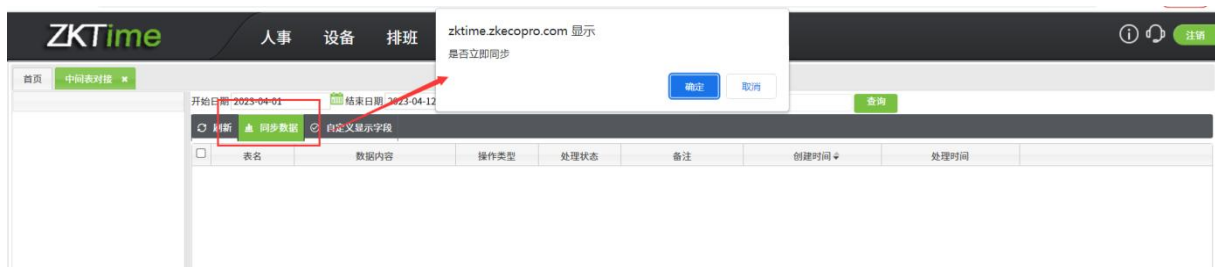 ZKTime
人事 设备 排班
zktime.zkecopro.com 显示
是否立即同步
确定 取消
注销
首页 中间表对接 ×
开始日期 2023-04-01 结束日期 2023-04-12 查询
刷新 同步数据 自定义显示字段
表名 数据内容 操作类型 处理状态 备注 创建时间 处理时间